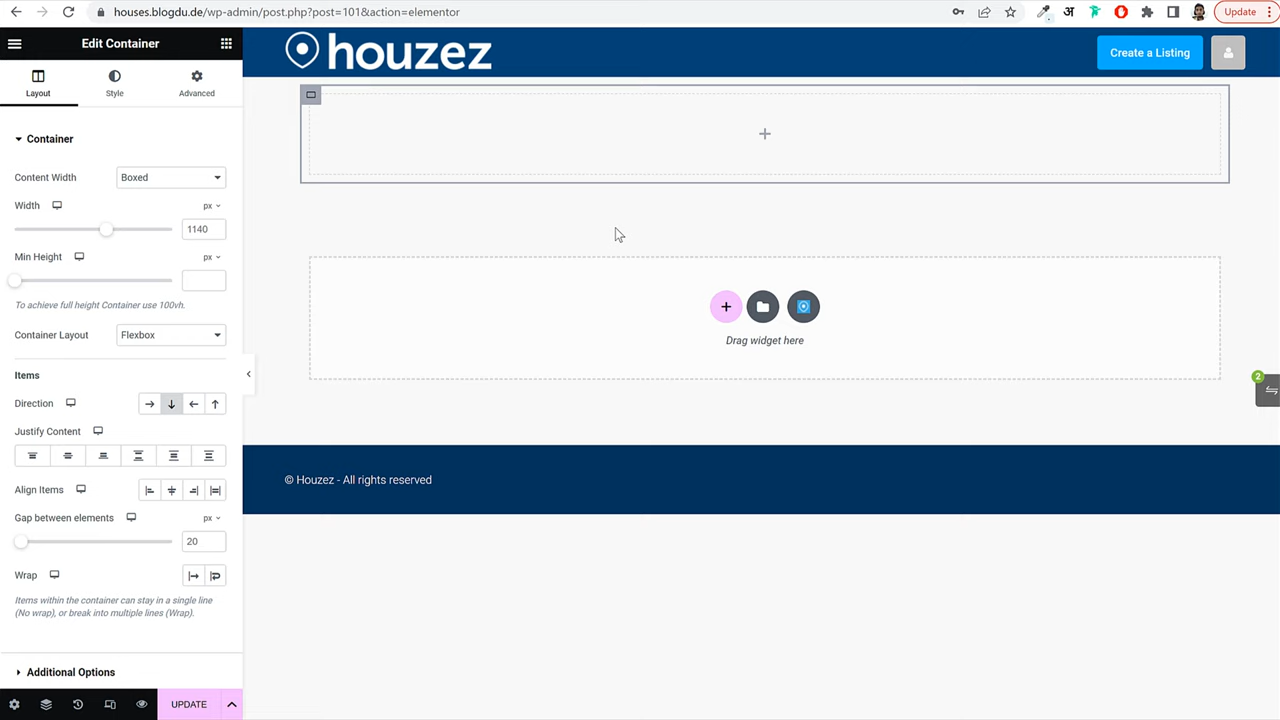 houses.blogdu.de/wp-admin/post.php?post=101&action=elementor
अ
Update
Edit Container
houzez
Create a Listing
Layout
Style
Advanced
Container
Content Width
Boxed
Width
px
1140
Min Height
px
To achieve full height Container use 100vh.
Container Layout
Flexbox
Drag widget here
Items
2
Direction
Justify Content
Align Items
© Houzez - All rights reserved
Gap between elements
px
20
Wrap
Items within the container can stay in a single line
(No wrap), or break into multiple lines (Wrap).
Additional Options
UPDATE